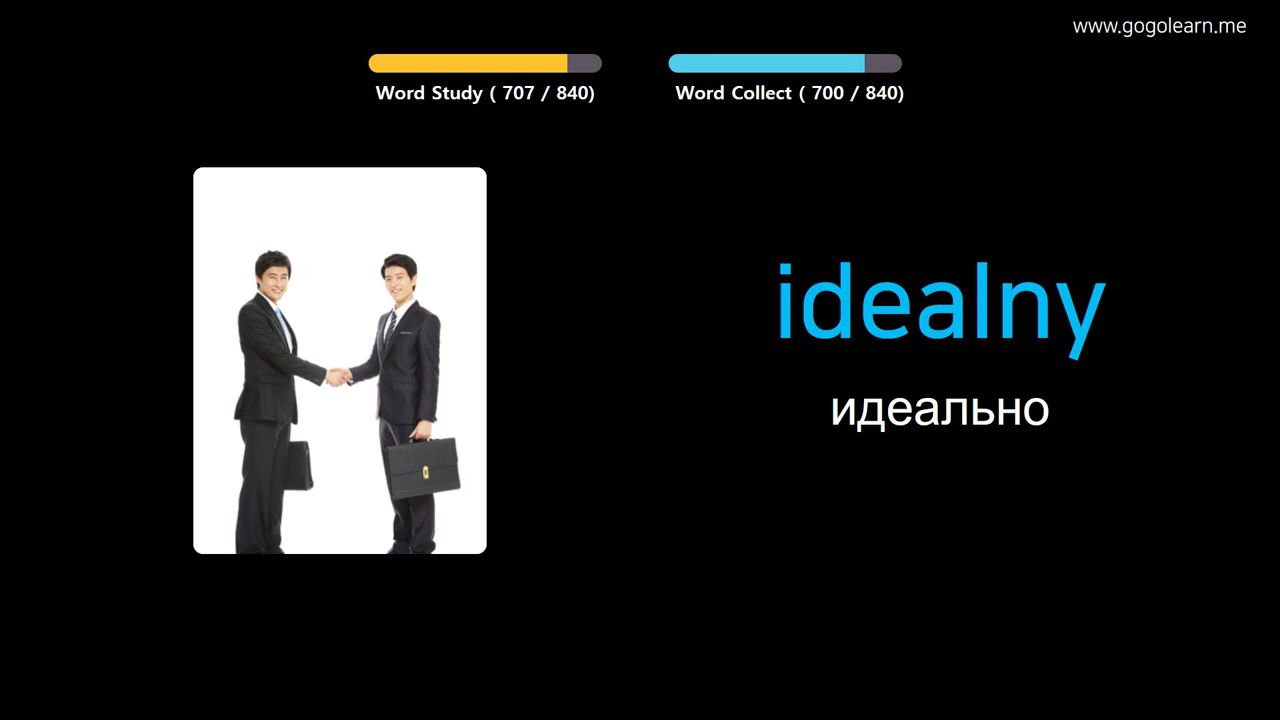 www.gogolearn.me
Word Study ( 707 / 840)
Word Collect ( 700 / 840)
idealny
идеально